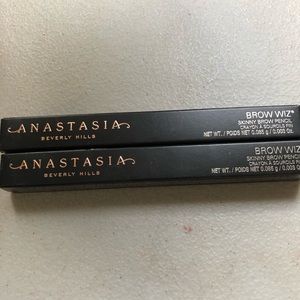 ANASTASIA
BEVERLY HILLS
BROW WIZ®
SKINNY BROW PENCIL
CRAYON À SOURCILS FIN
NET WT. / POIDS NET 0.085 g / 0.003 Oz.
ANASTASIA
BEVERLY HILLS
BROW WIZ
SKINNY BROW PENCIL
CRAYON À SOURCILS FIN
NET WT. / POIDS NET 0.085 g / 0.003 O